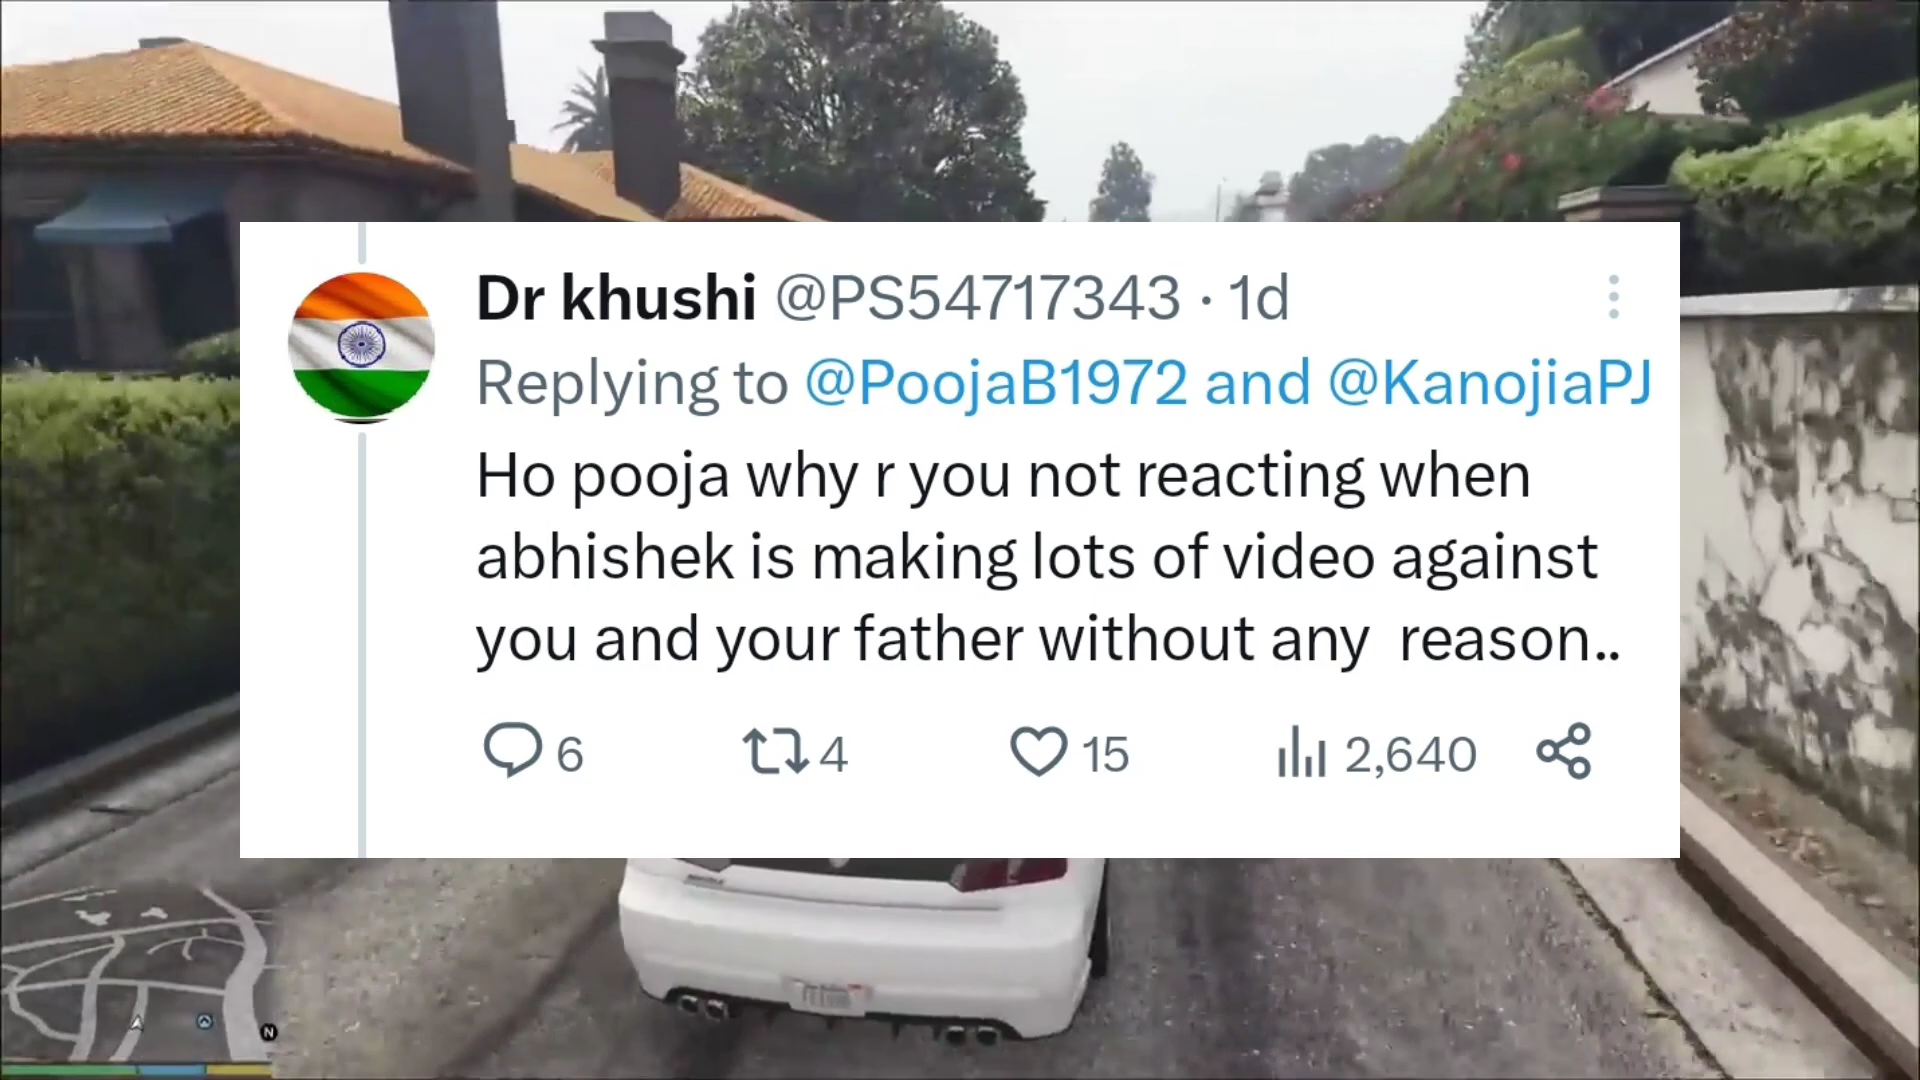 Dr khushi @PS54717343 · 1d
Replying to @PoojaB1972 and @KanojiaPJ
Ho pooja why r you not reacting when
abhishek is making lots of video against
you and your father without any  reason..
6 4 15 2,640
N